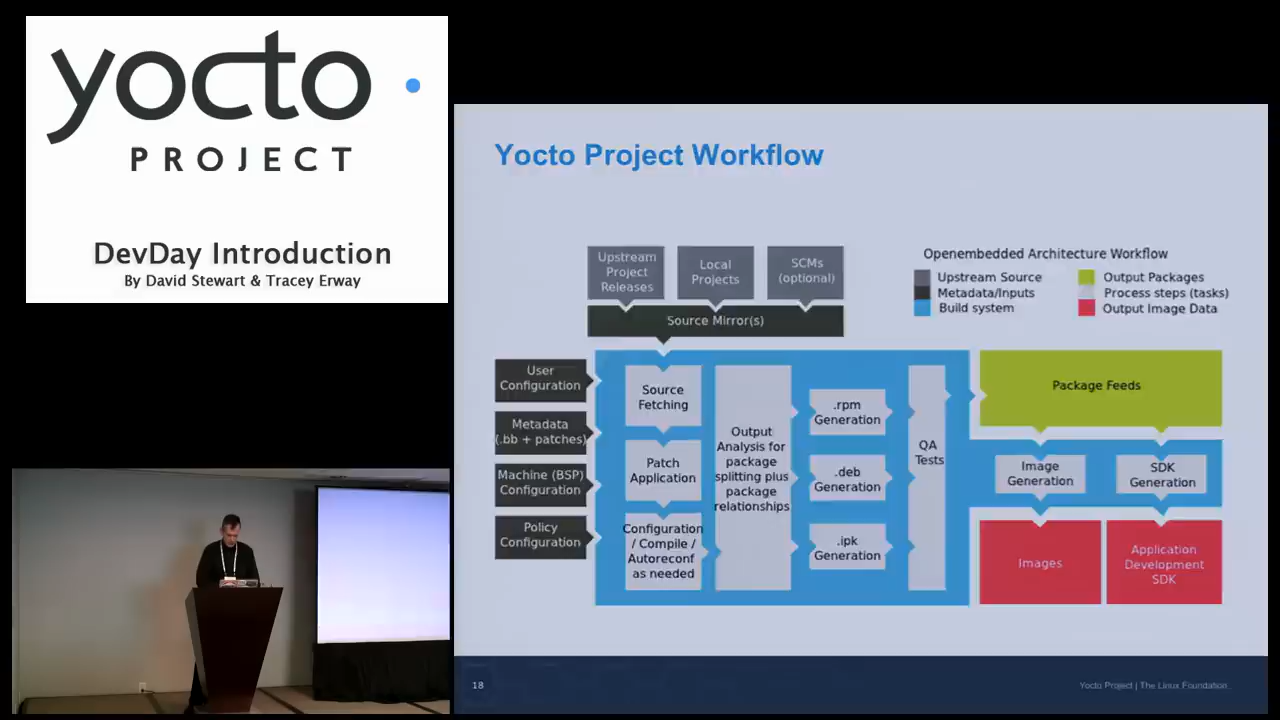 yocto
PROJECT
DevDay Introduction
By David Stewart & Tracey Erway
Yocto Project Workflow
Upstream
Project
Releases
Local
Projects
SCMs
(optional)
Source Mirror(s)
Openembedded Architecture Workflow
Upstream Source
Metadata/Inputs
Build system
Output Packages
Process steps (tasks)
Output Image Data
User
Configuration
Metadata
(.bb + patches)
Machine (BSP)
Configuration
Policy
Configuration
Source
Fetching
Patch
Application
Configuration
/ Compile /
Autoreconf
as needed
Output
Analysis for
package
splitting plus
package
relationships
.rpm
Generation
.deb
Generation
.ipk
Generation
QA
Tests
Package Feeds
Image
Generation
SDK
Generation
Images
Application
Development
SDK
18
Yocto Project | The Linux Foundation